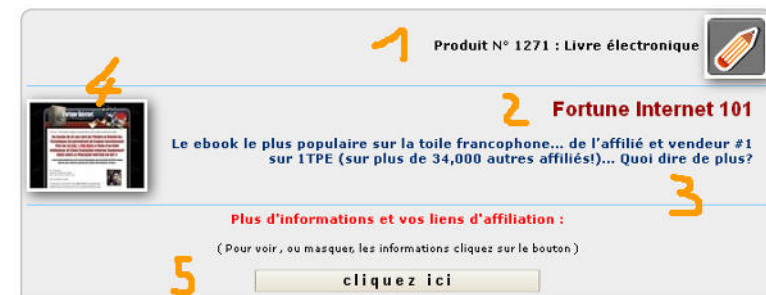 1
Produit N° 1271 : Livre électronique
4
2
Fortune Internet 101
Le ebook le plus populaire sur la toile francophone... de l'affilié et vendeur #1
sur 1TPE (sur plus de 34,000 autres affiliés!)... Quoi dire de plus?
3
Plus d'informations et vos liens d'affiliation :
( Pour voir, ou masquer, les informations cliquez sur le bouton )
5
cliquez ici